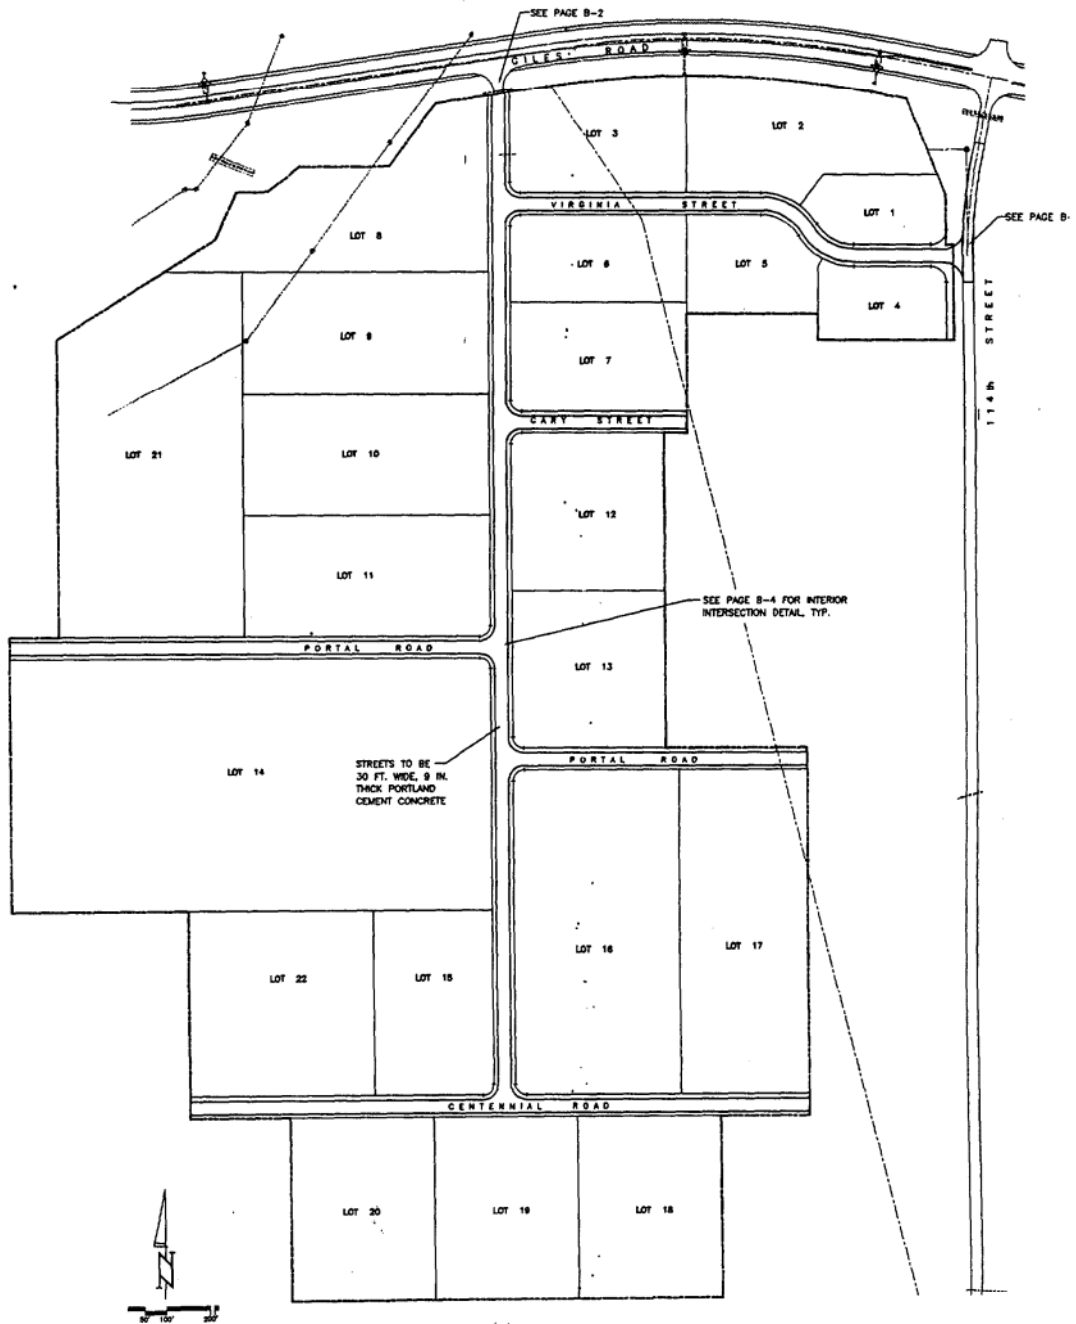 SEE PAGE B-2
GILES ROAD
LOT 3
LOT 2
VIRGINIA STREET
LOT 1
SEE PAGE B-
LOT 8
LOT 6
LOT 5
LOT 4
114th STREET
LOT 9
LOT 7
CARY STREET
LOT 21
LOT 10
LOT 12
LOT 11
SEE PAGE B-4 FOR INTERIOR
INTERSECTION DETAIL, TYP.
PORTAL ROAD
LOT 13
STREETS TO BE
30 FT. WIDE, 9 IN.
THICK PORTLAND
CEMENT CONCRETE
PORTAL ROAD
LOT 14
LOT 16
LOT 17
LOT 22
LOT 15
CENTENNIAL ROAD
LOT 20
LOT 19
LOT 18
N
50' 100' 200'